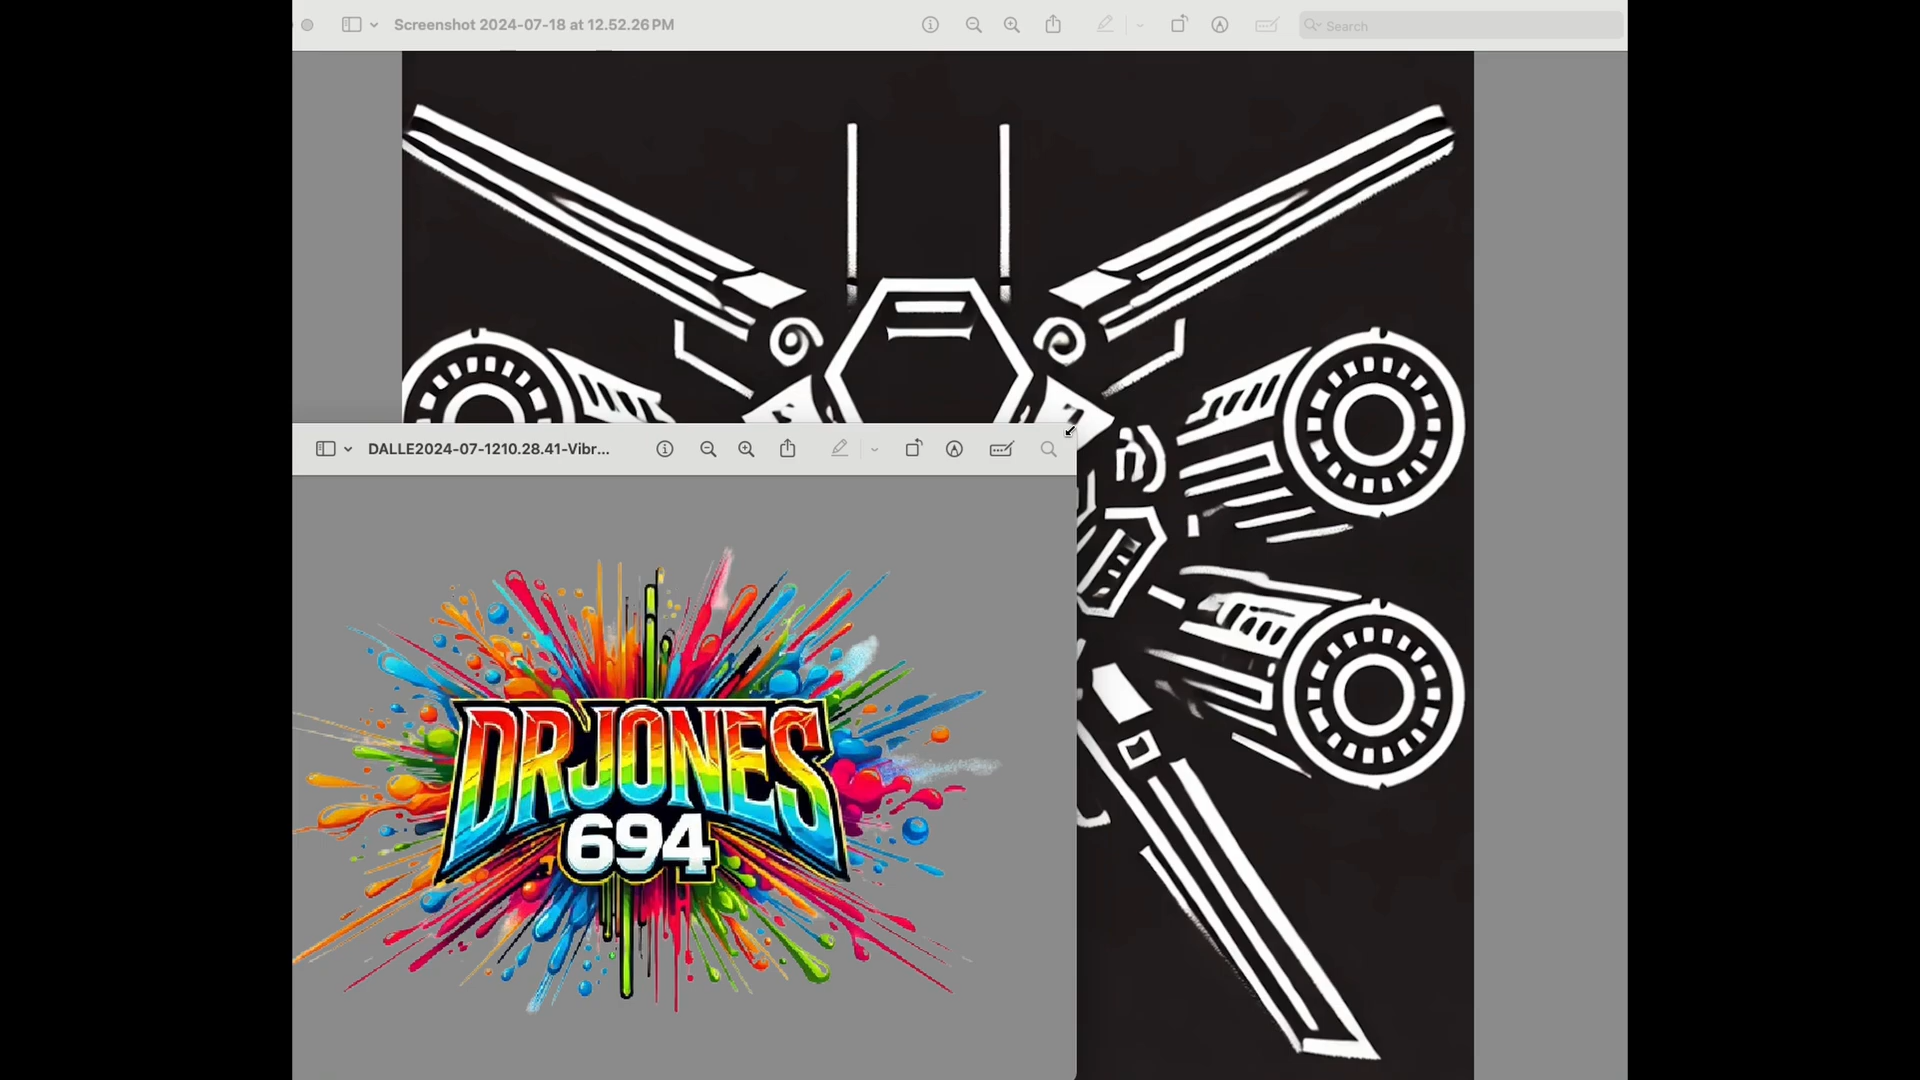 Screenshot 2024-07-18 at 12.52.26 PM
Search
DALLE2024-07-1210.28.41-Vibr...
DRJONES
694